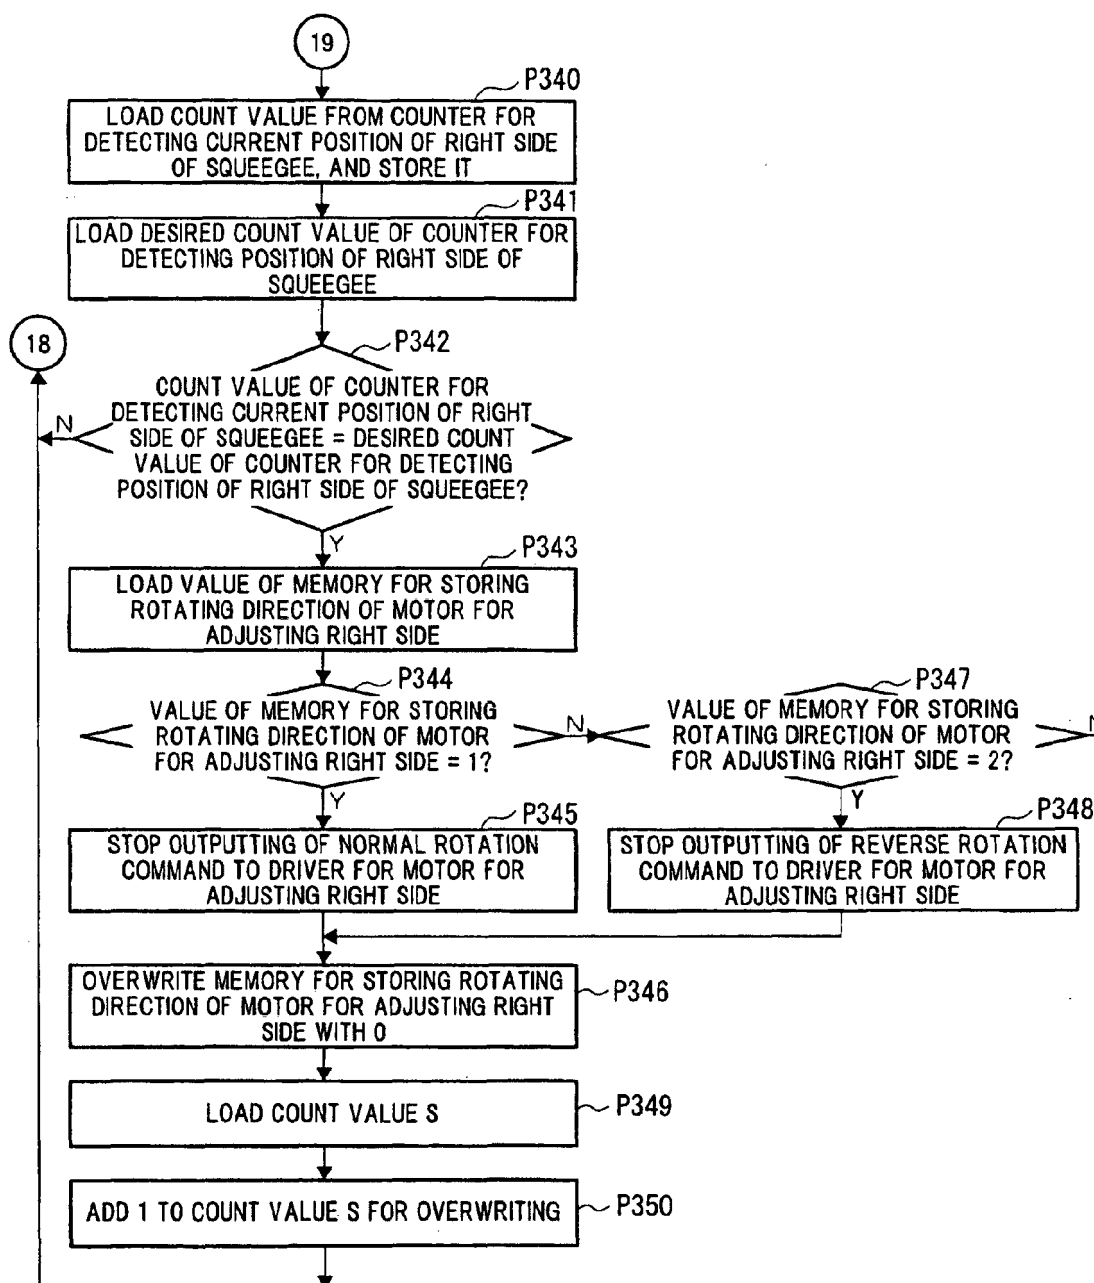 19
P340
LOAD COUNT VALUE FROM COUNTER FOR
DETECTING CURRENT POSITION OF RIGHT SIDE
OF SQUEEGEE, AND STORE IT
P341
LOAD DESIRED COUNT VALUE OF COUNTER FOR
DETECTING POSITION OF RIGHT SIDE OF
SQUEEGEE
18
P342
COUNT VALUE OF COUNTER FOR
DETECTING CURRENT POSITION OF RIGHT
SIDE OF SQUEEGEE = DESIRED COUNT
VALUE OF COUNTER FOR DETECTING
POSITION OF RIGHT SIDE OF SQUEEGEE?
N
Y
P343
LOAD VALUE OF MEMORY FOR STORING
ROTATING DIRECTION OF MOTOR FOR
ADJUSTING RIGHT SIDE
P344
VALUE OF MEMORY FOR STORING
ROTATING DIRECTION OF MOTOR
FOR ADJUSTING RIGHT SIDE = 1?
N
Y
P347
VALUE OF MEMORY FOR STORING
ROTATING DIRECTION OF MOTOR
FOR ADJUSTING RIGHT SIDE = 2?
Y
P345
STOP OUTPUTTING OF NORMAL ROTATION
COMMAND TO DRIVER FOR MOTOR FOR
ADJUSTING RIGHT SIDE
P348
STOP OUTPUTTING OF REVERSE ROTATION
COMMAND TO DRIVER FOR MOTOR FOR
ADJUSTING RIGHT SIDE
OVERWRITE MEMORY FOR STORING ROTATING
DIRECTION OF MOTOR FOR ADJUSTING RIGHT
SIDE WITH 0
P346
LOAD COUNT VALUE S
P349
ADD 1 TO COUNT VALUE S FOR OVERWRITING
P350